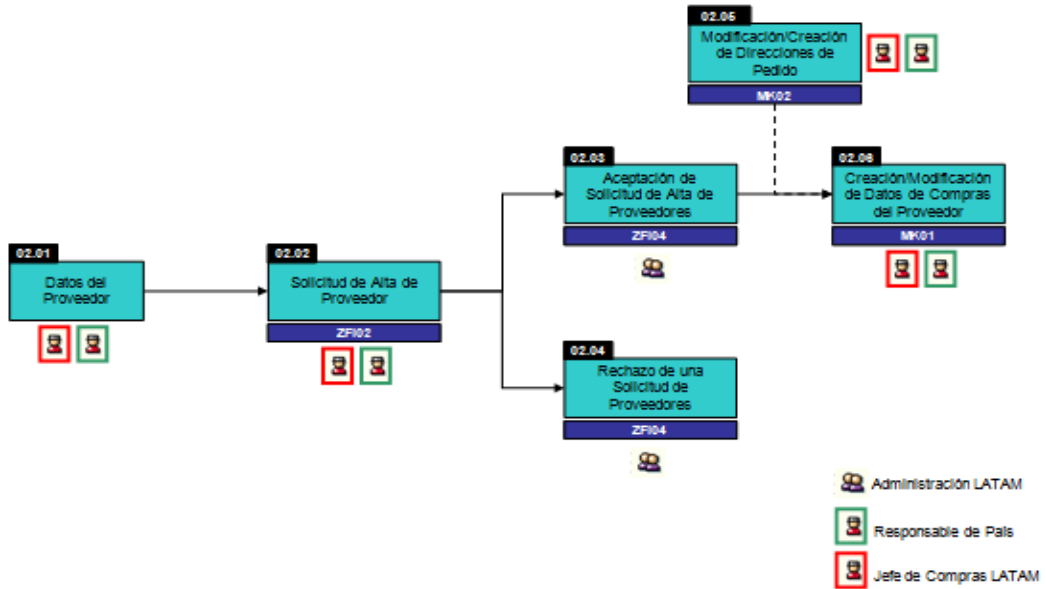 02.05
Modificación/Creación
de Direcciones de
Pedido
MK02
02.03
Aceptación de
Solicitud de Alta de
Proveedores
ZFI04
02.06
Creación/Modificación
de Datos de Compras
del Proveedor
MK01
02.01
Datos del
Proveedor
02.02
Solicitud de Alta de
Proveedor
ZFI02
02.04
Rechazo de una
Solicitud de
Proveedores
ZFI04
Administración LATAM
Responsable de País
Jefe de Compras LATAM